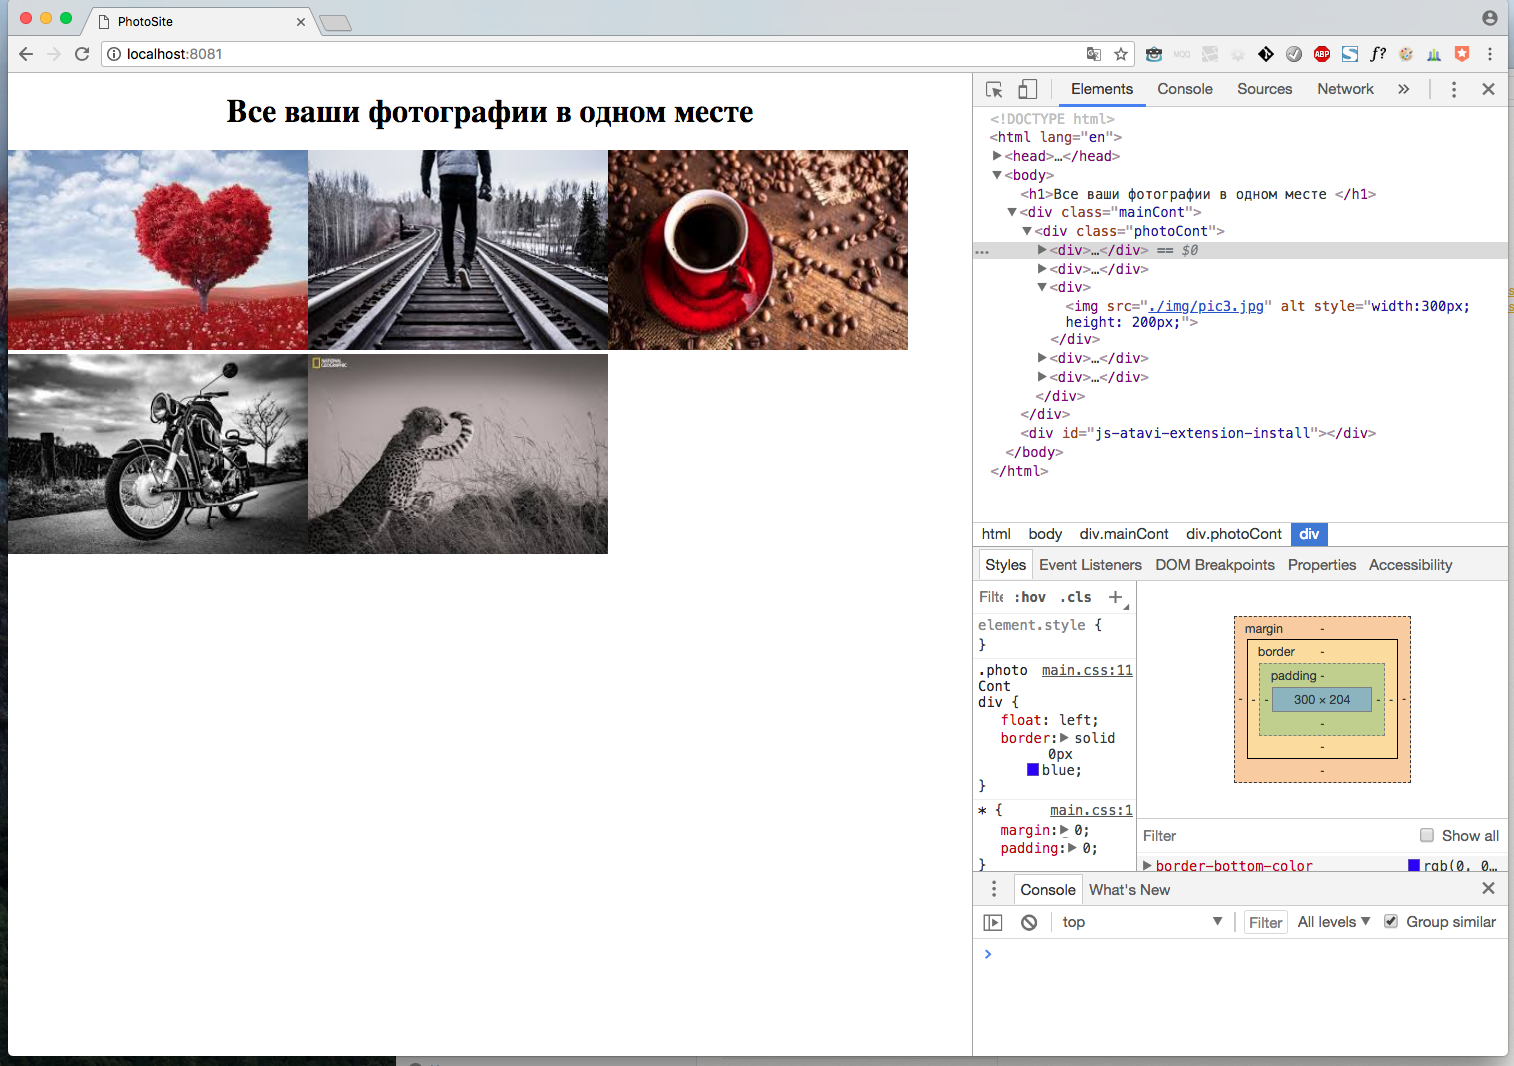 PhotoSite
localhost:8081
ABP
f?
Все ваши фотографии в одном месте
NATIONAL GEOGRAPHIC
Elements Console Sources Network »
<!DOCTYPE html>
<html lang="en">
<head>…</head>
<body>
<h1>Все ваши фотографии в одном месте </h1>
<div class="mainCont">
<div class="photoCont">
… <div>…</div> == $0
<div>…</div>
<div>
<img src="./img/pic3.jpg" alt style="width:300px;
height: 200px;">
</div>
<div>…</div>
<div>…</div>
</div>
</div>
<div id="js-atavi-extension-install"></div>
</body>
</html>
html body div.mainCont div.photoCont div
Styles Event Listeners DOM Breakpoints Properties Accessibility
Filte :hov .cls +
element.style {
}
.photo main.css:11
Cont
div {
float: left;
border: solid
0px
blue;
}
* { main.css:1
margin: 0;
padding: 0;
}
margin -
border -
padding -
- - - 300 × 204 - - -
-
-
-
Filter Show all
border-bottom-color rgb(0, 0…
Console What's New
top Filter All levels Group similar